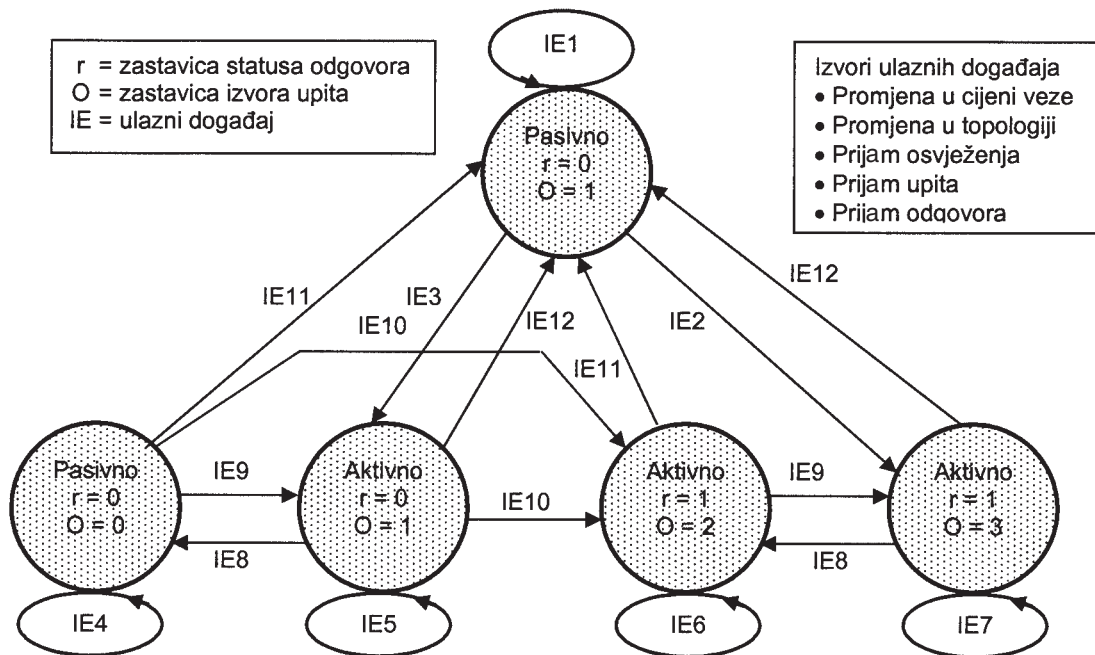 r = zastavica statusa odgovora
O = zastavica izvora upita
IE = ulazni događaj
IE1
Izvori ulaznih događaja
• Promjena u cijeni veze
• Promjena u topologiji
• Prijam osvježenja
• Prijam upita
• Prijam odgovora
Pasivno
r = 0
O = 1
IE11
IE3
IE10
IE12
IE2
IE12
IE11
Pasivno
r = 0
O = 0
IE9
IE8
Aktivno
r = 0
O = 1
IE10
Aktivno
r = 1
O = 2
IE9
IE8
Aktivno
r = 1
O = 3
IE4
IE5
IE6
IE7